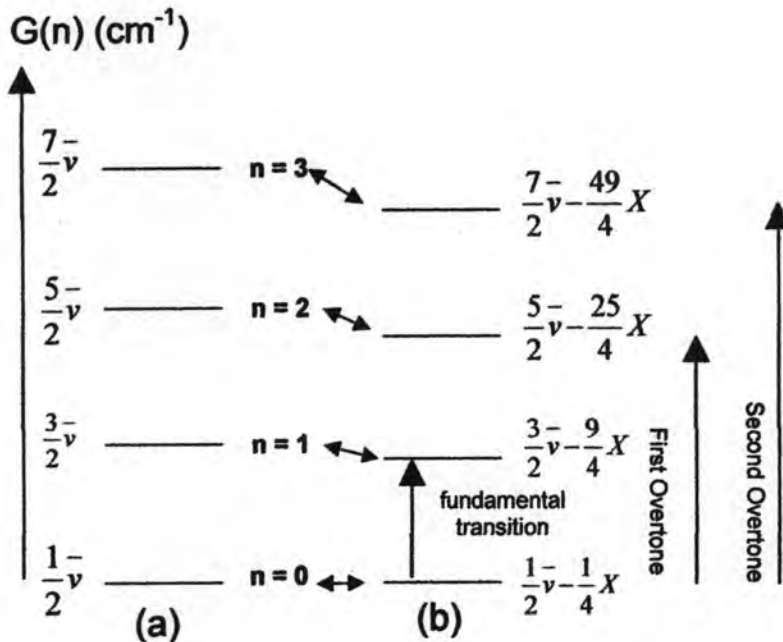 G(n) (cm⁻¹)
7/2 ν̄
n = 3
7/2 ν̄ − 49/4 X
5/2 ν̄
n = 2
5/2 ν̄ − 25/4 X
3/2 ν̄
n = 1
3/2 ν̄ − 9/4 X
fundamental
transition
1/2 ν̄
n = 0
1/2 ν̄ − 1/4 X
(a)
(b)
First Overtone
Second Overtone